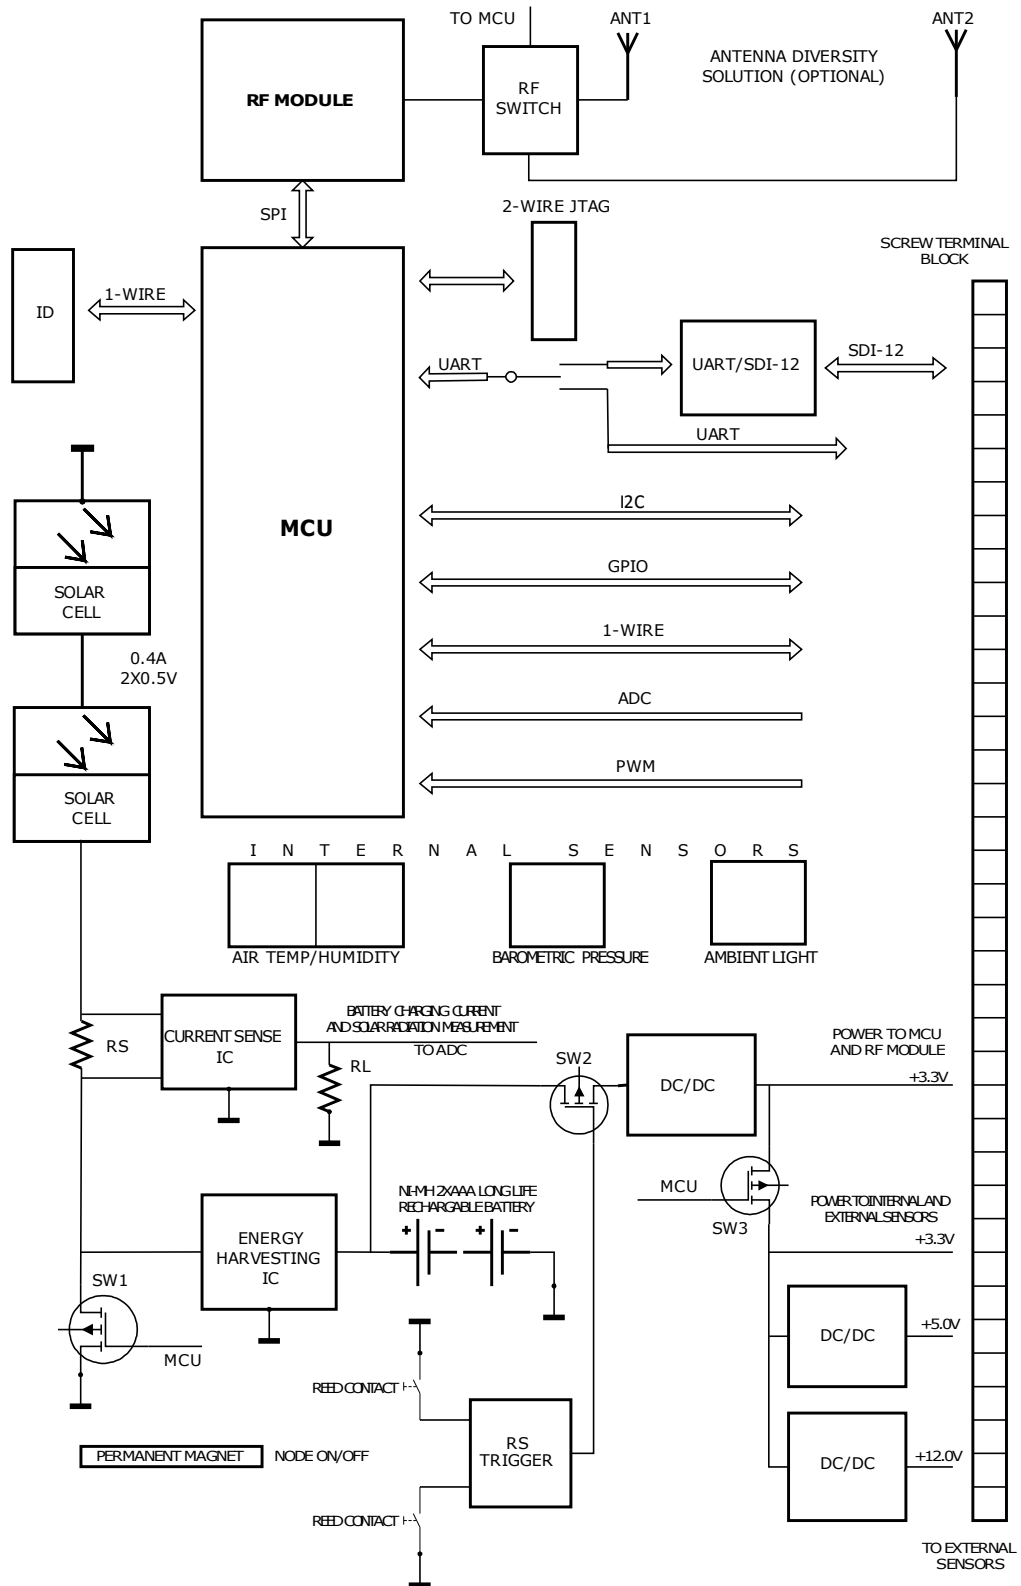 TO MCU
ANT1
ANT2
RF MODULE
RF
SWITCH
ANTENNA DIVERSITY
SOLUTION (OPTIONAL)
SPI
2-WIRE JTAG
SCREW TERMINAL
BLOCK
ID
1-WIRE
UART
UART/SDI-12
SDI-12
UART
MCU
I2C
GPIO
1-WIRE
ADC
PWM
SOLAR
CELL
0.4A
2X0.5V
SOLAR
CELL
INTERNAL SENSORS
AIR TEMP/HUMIDITY
BAROMETRIC PRESSURE
AMBIENT LIGHT
RS
CURRENT SENSE
IC
BATTERY CHARGING CURRENT
AND SOLAR RADIATION MEASUREMENT
TO ADC
RL
SW2
DC/DC
POWER TO MCU
AND RF MODULE
+3.3V
MCU
SW3
POWER TO INTERNAL AND
EXTERNAL SENSORS
+3.3V
NI-MH 2XAAA LONG LIFE
RECHARGABLE BATTERY
+ -
+ -
ENERGY
HARVESTING
IC
SW1
MCU
DC/DC
+5.0V
REED CONTACT
RS
TRIGGER
PERMANENT MAGNET
NODE ON/OFF
DC/DC
+12.0V
REED CONTACT
TO EXTERNAL
SENSORS